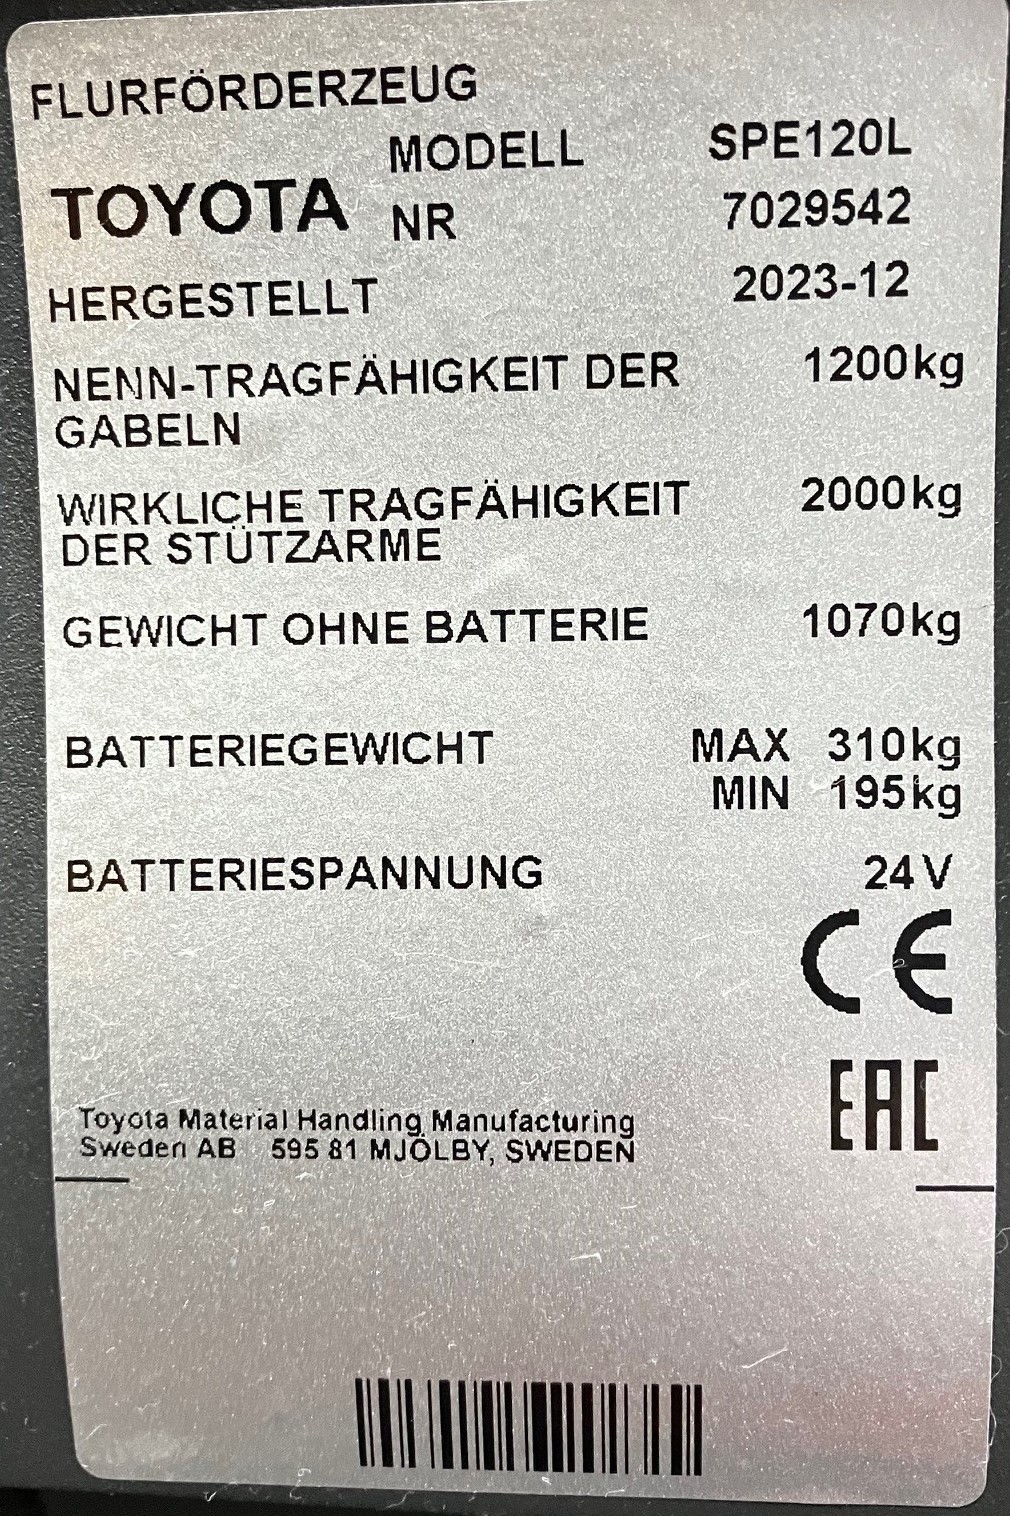 FLURFÖRDERZEUG
MODELL SPE120L
TOYOTA NR 7029542
HERGESTELLT 2023-12
NENN-TRAGFÄHIGKEIT DER 1200kg
GABELN
WIRKLICHE TRAGFÄHIGKEIT 2000kg
DER STÜTZARME
GEWICHT OHNE BATTERIE 1070kg
BATTERIEGEWICHT MAX 310kg
MIN 195kg
BATTERIESPANNUNG 24V
CE
EAC
Toyota Material Handling Manufacturing
Sweden AB 595 81 MJÖLBY, SWEDEN